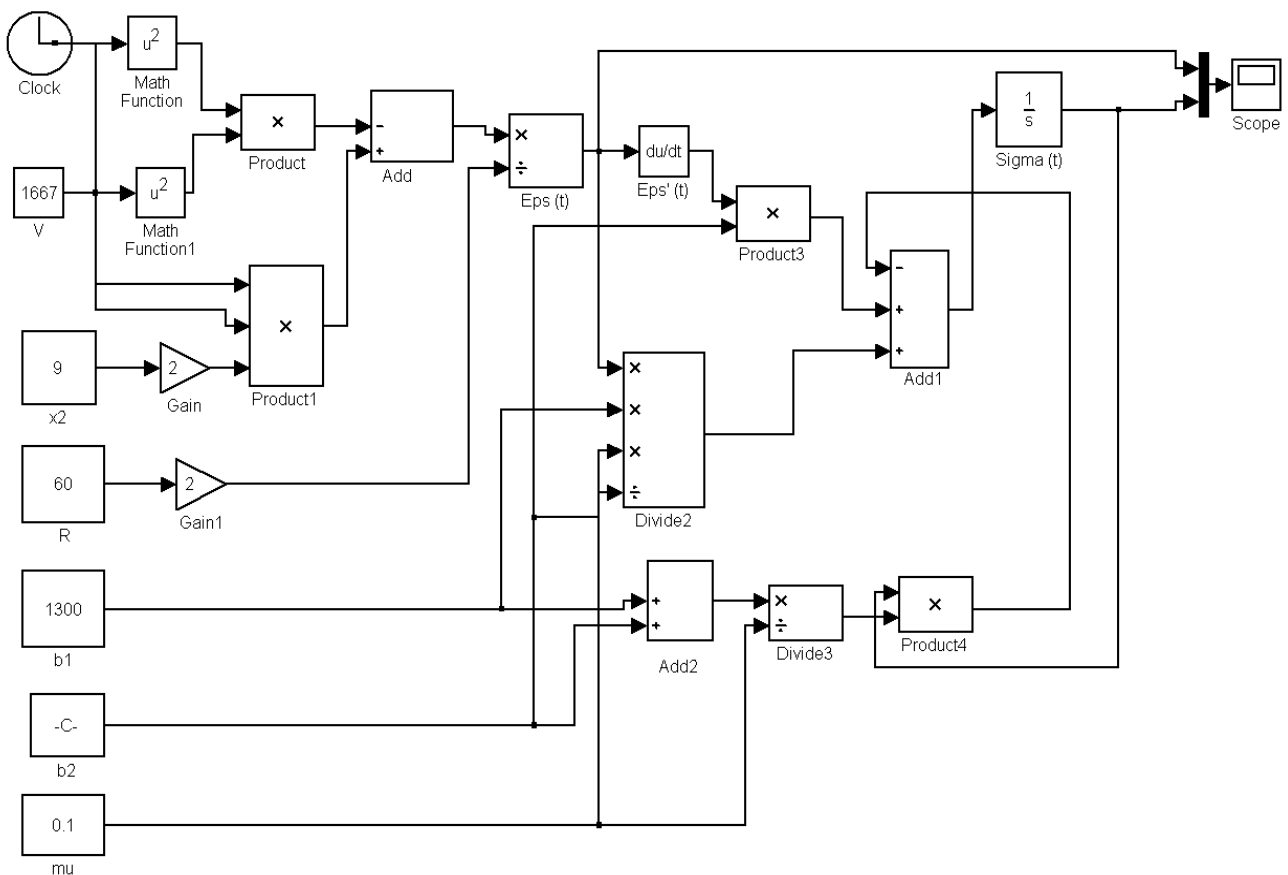 Clock
u²
Math
Function
×
Product
-
+
Add
×
÷
Eps (t)
du/dt
Eps' (t)
×
Product3
1
s
Sigma (t)
Scope
1667
V
u²
Math
Function1
×
Product1
9
x2
2
Gain
-
+
+
Add1
×
×
×
÷
Divide2
60
R
2
Gain1
1300
b1
+
+
Add2
×
÷
Divide3
×
Product4
-C-
b2
0.1
mu